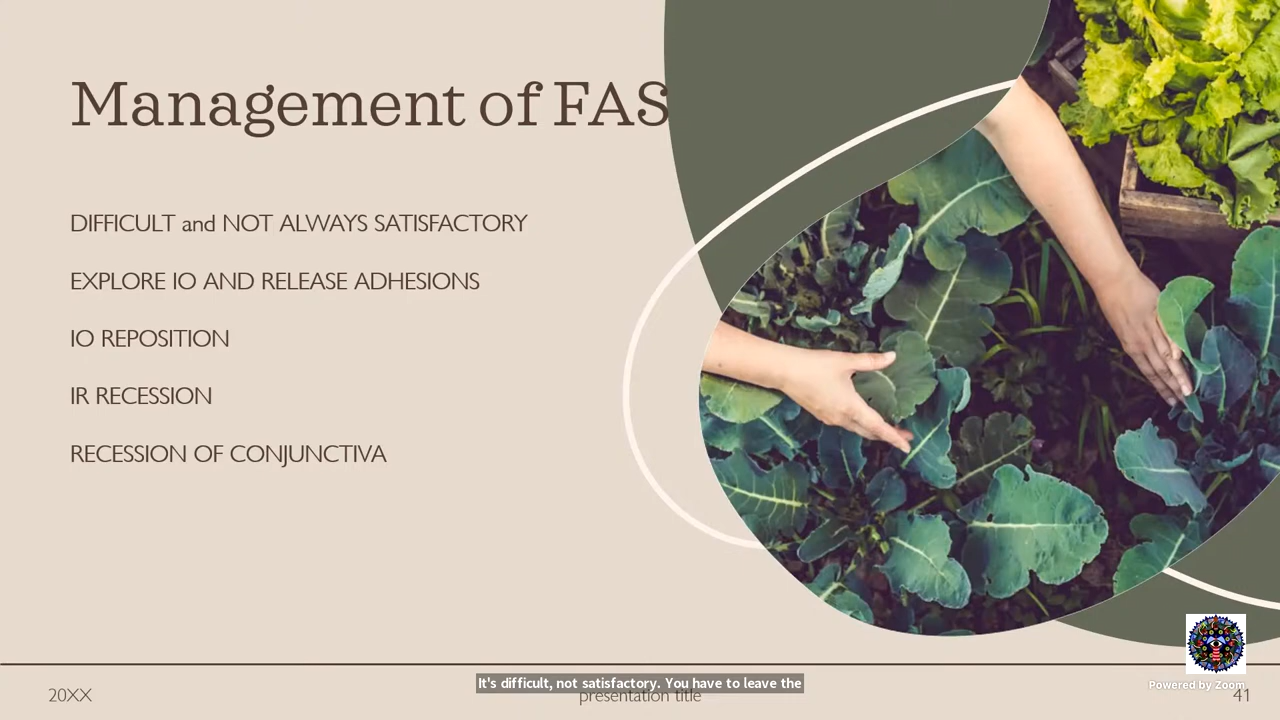 Management of FAS
DIFFICULT and NOT ALWAYS SATISFACTORY
EXPLORE IO AND RELEASE ADHESIONS
IO REPOSITION
IR RECESSION
RECESSION OF CONJUNCTIVA
It's difficult, not satisfactory. You have to leave the
20XX
presentation title
Powered by Zoom
41